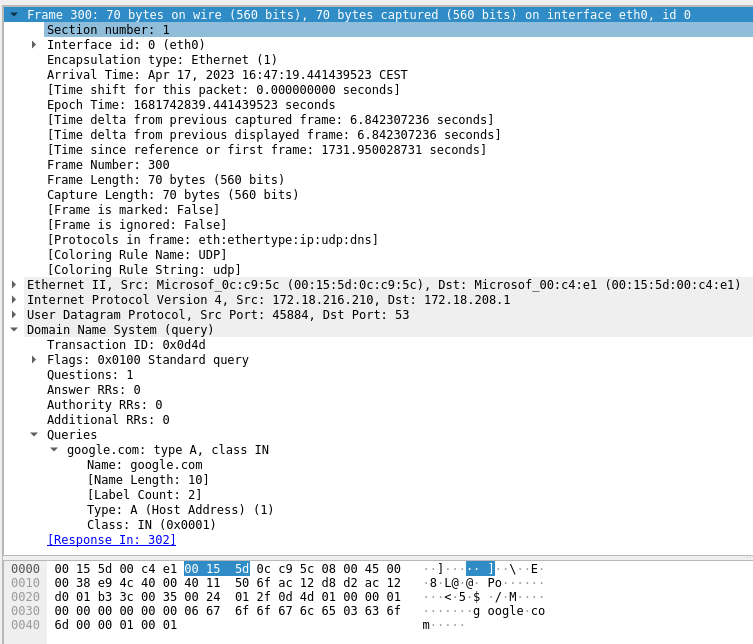 Frame 300: 70 bytes on wire (560 bits), 70 bytes captured (560 bits) on interface eth0, id 0
Section number: 1
Interface id: 0 (eth0)
Encapsulation type: Ethernet (1)
Arrival Time: Apr 17, 2023 16:47:19.441439523 CEST
[Time shift for this packet: 0.000000000 seconds]
Epoch Time: 1681742839.441439523 seconds
[Time delta from previous captured frame: 6.842307236 seconds]
[Time delta from previous displayed frame: 6.842307236 seconds]
[Time since reference or first frame: 1731.950028731 seconds]
Frame Number: 300
Frame Length: 70 bytes (560 bits)
Capture Length: 70 bytes (560 bits)
[Frame is marked: False]
[Frame is ignored: False]
[Protocols in frame: eth:ethertype:ip:udp:dns]
[Coloring Rule Name: UDP]
[Coloring Rule String: udp]
Ethernet II, Src: Microsof_0c:c9:5c (00:15:5d:0c:c9:5c), Dst: Microsof_00:c4:e1 (00:15:5d:00:c4:e1)
Internet Protocol Version 4, Src: 172.18.216.210, Dst: 172.18.208.1
User Datagram Protocol, Src Port: 45884, Dst Port: 53
Domain Name System (query)
Transaction ID: 0x0d4d
Flags: 0x0100 Standard query
Questions: 1
Answer RRs: 0
Authority RRs: 0
Additional RRs: 0
Queries
google.com: type A, class IN
Name: google.com
[Name Length: 10]
[Label Count: 2]
Type: A (Host Address) (1)
Class: IN (0x0001)
[Response In: 302]
0000 00 15 5d 00 c4 e1 00 15 5d 0c c9 5c 08 00 45 00 ··]····· ]··\··E·
0010 00 38 e9 4c 40 00 40 11 50 6f ac 12 d8 d2 ac 12 ·8·L@·@· Po······
0020 d0 01 b3 3c 00 35 00 24 01 2f 0d 4d 01 00 00 01 ···<·5·$ ·/·M····
0030 00 00 00 00 00 00 06 67 6f 6f 67 6c 65 03 63 6f ·······g oogle·co
0040 6d 00 00 01 00 01 m·····